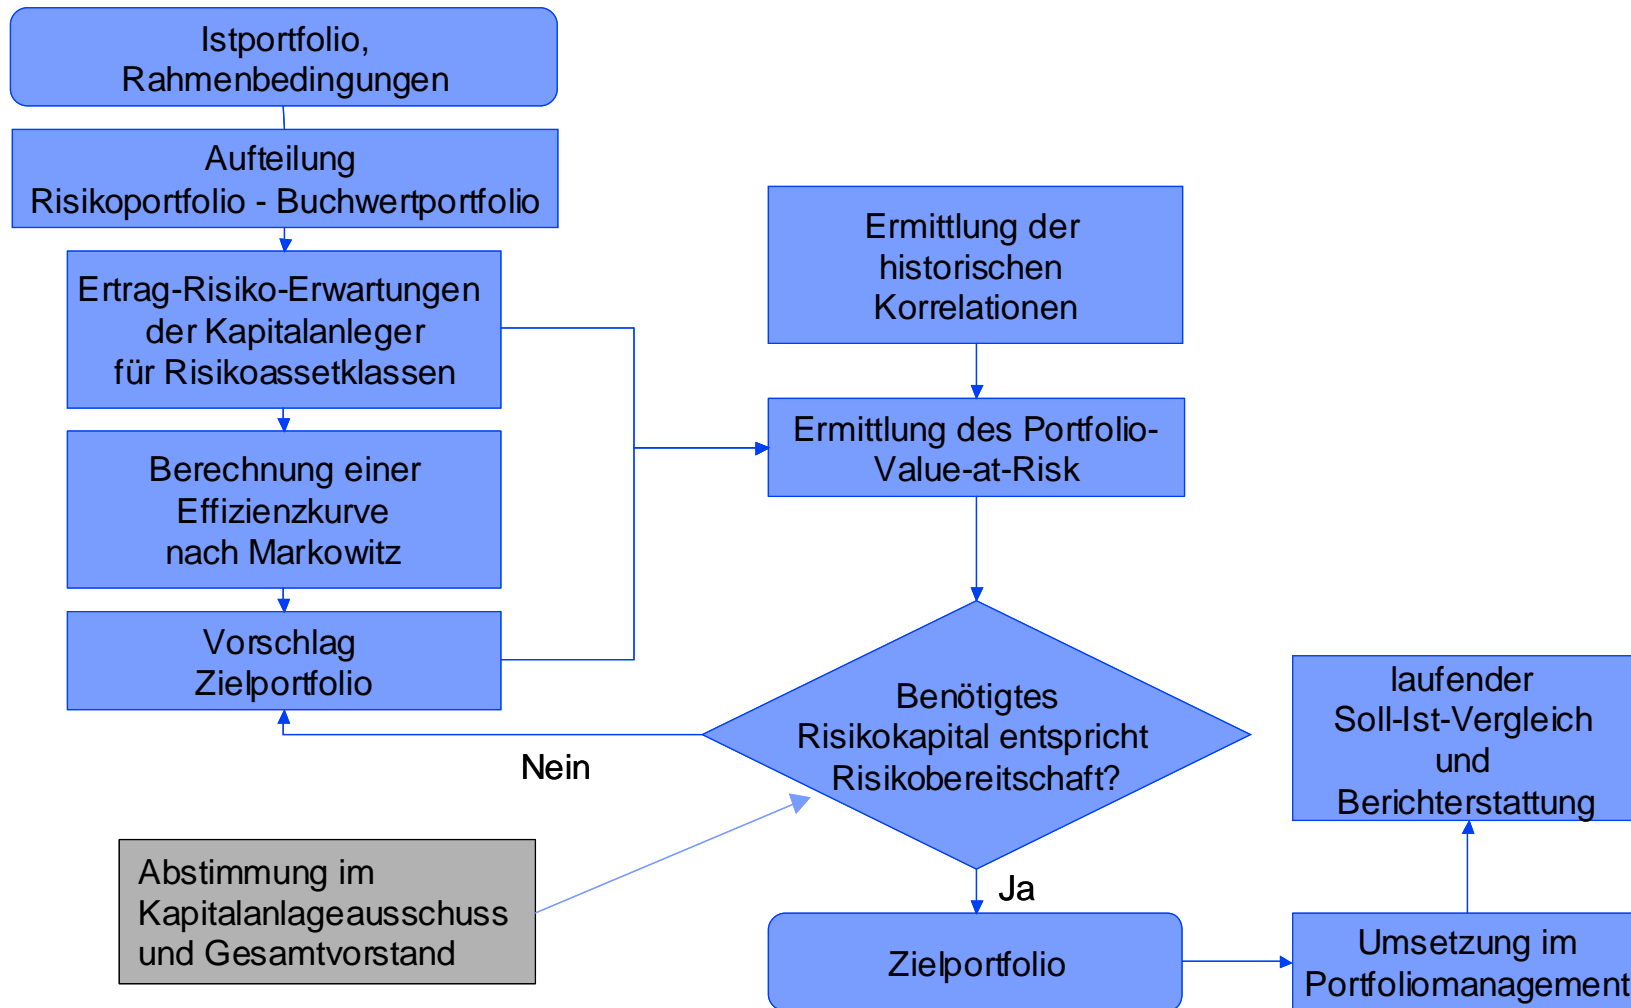 Istportfolio,
Rahmenbedingungen
Aufteilung
Risikoportfolio - Buchwertportfolio
Ertrag-Risiko-Erwartungen
der Kapitalanleger
für Risikoassetklassen
Berechnung einer
Effizienzkurve
nach Markowitz
Vorschlag
Zielportfolio
Ermittlung der
historischen
Korrelationen
Ermittlung des Portfolio-
Value-at-Risk
Benötigtes
Risikokapital entspricht
Risikobereitschaft?
Nein
Abstimmung im
Kapitalanlageausschuss
und Gesamtvorstand
Ja
Zielportfolio
Umsetzung im
Portfoliomanagement
laufender
Soll-Ist-Vergleich
und
Berichterstattung